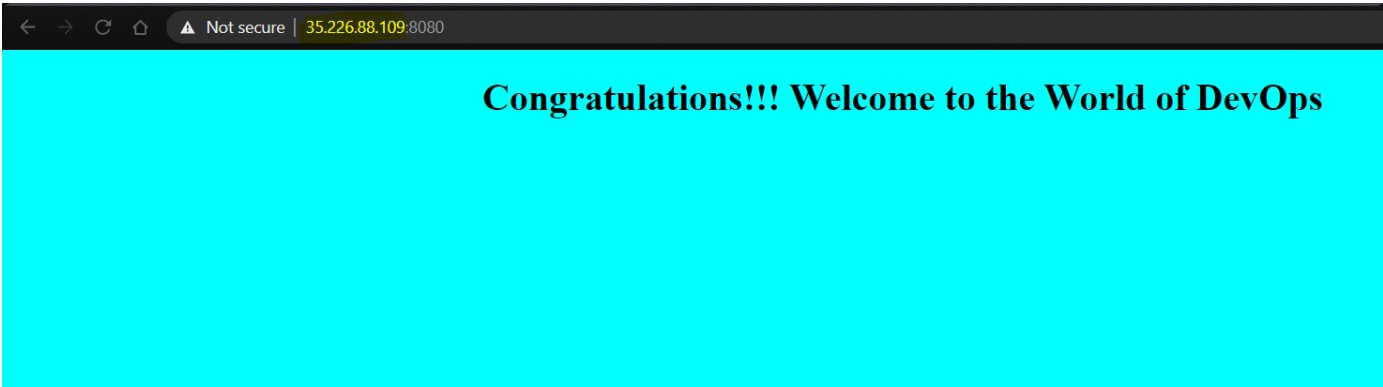 Not secure | 35.226.88.109:8080
Congratulations!!! Welcome to the World of DevOps